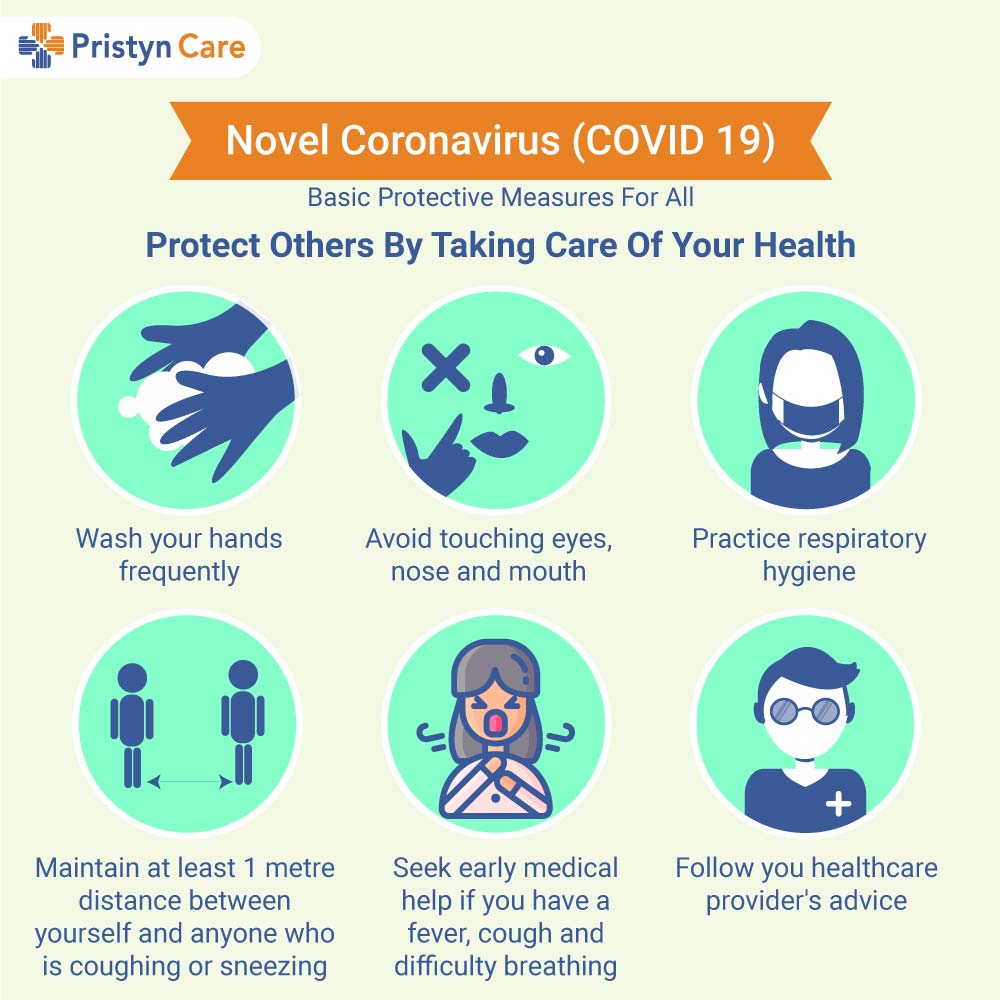 Pristyn Care
Novel Coronavirus (COVID 19)
Basic Protective Measures For All
Protect Others By Taking Care Of Your Health
Wash your hands
frequently
Avoid touching eyes,
nose and mouth
Practice respiratory
hygiene
Maintain at least 1 metre
distance between
yourself and anyone who
is coughing or sneezing
Seek early medical
help if you have a
fever, cough and
difficulty breathing
Follow you healthcare
provider's advice